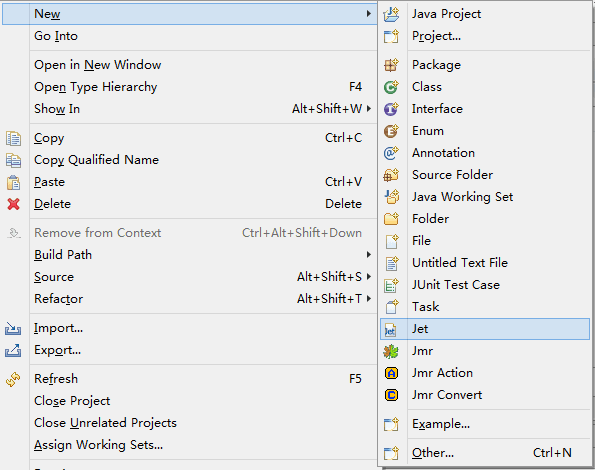 New
Go Into
Open in New Window
Open Type Hierarchy F4
Show In Alt+Shift+W
Copy Ctrl+C
Copy Qualified Name
Paste Ctrl+V
Delete Delete
Remove from Context Ctrl+Alt+Shift+Down
Build Path
Source Alt+Shift+S
Refactor Alt+Shift+T
Import...
Export...
Refresh F5
Close Project
Close Unrelated Projects
Assign Working Sets...
Java Project
Project...
Package
Class
Interface
Enum
Annotation
Source Folder
Java Working Set
Folder
File
Untitled Text File
JUnit Test Case
Task
Jet
Jmr
Jmr Action
Jmr Convert
Example...
Other... Ctrl+N